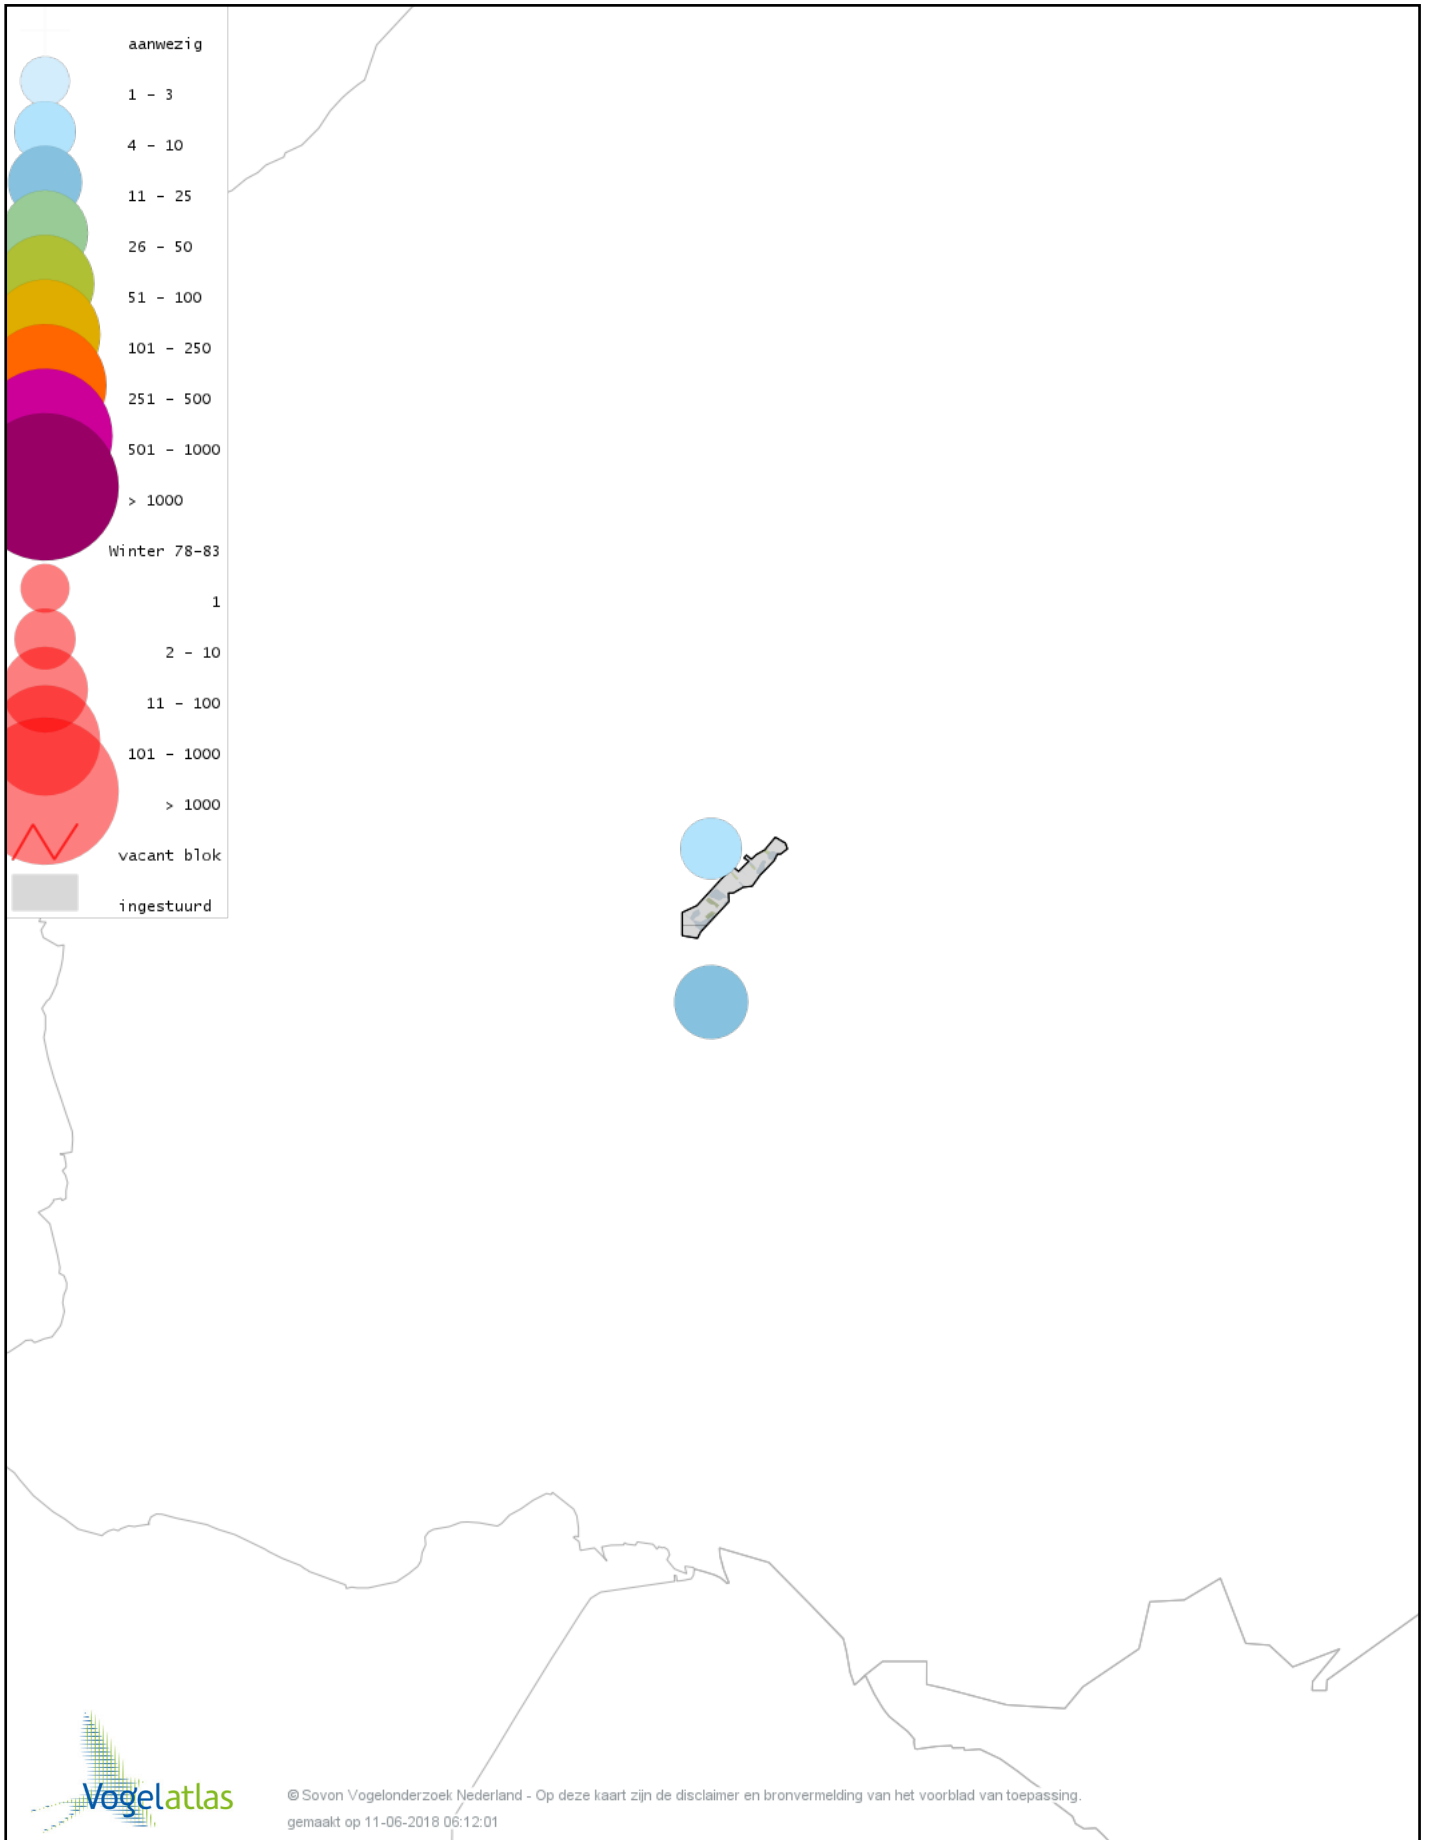 aanwezig
1 - 3
4 - 10
11 - 25
26 - 50
51 - 100
101 - 250
251 - 500
501 - 1000
> 1000
Winter 78-83
1
2 - 10
11 - 100
101 - 1000
> 1000
vacant blok
ingestuurd
Vogelatlas
© Sovon Vogelonderzoek Nederland - Op deze kaart zijn de disclaimer en bronvermelding van het voorblad van toepassing.
gemaakt op 11-06-2018 06:12:01